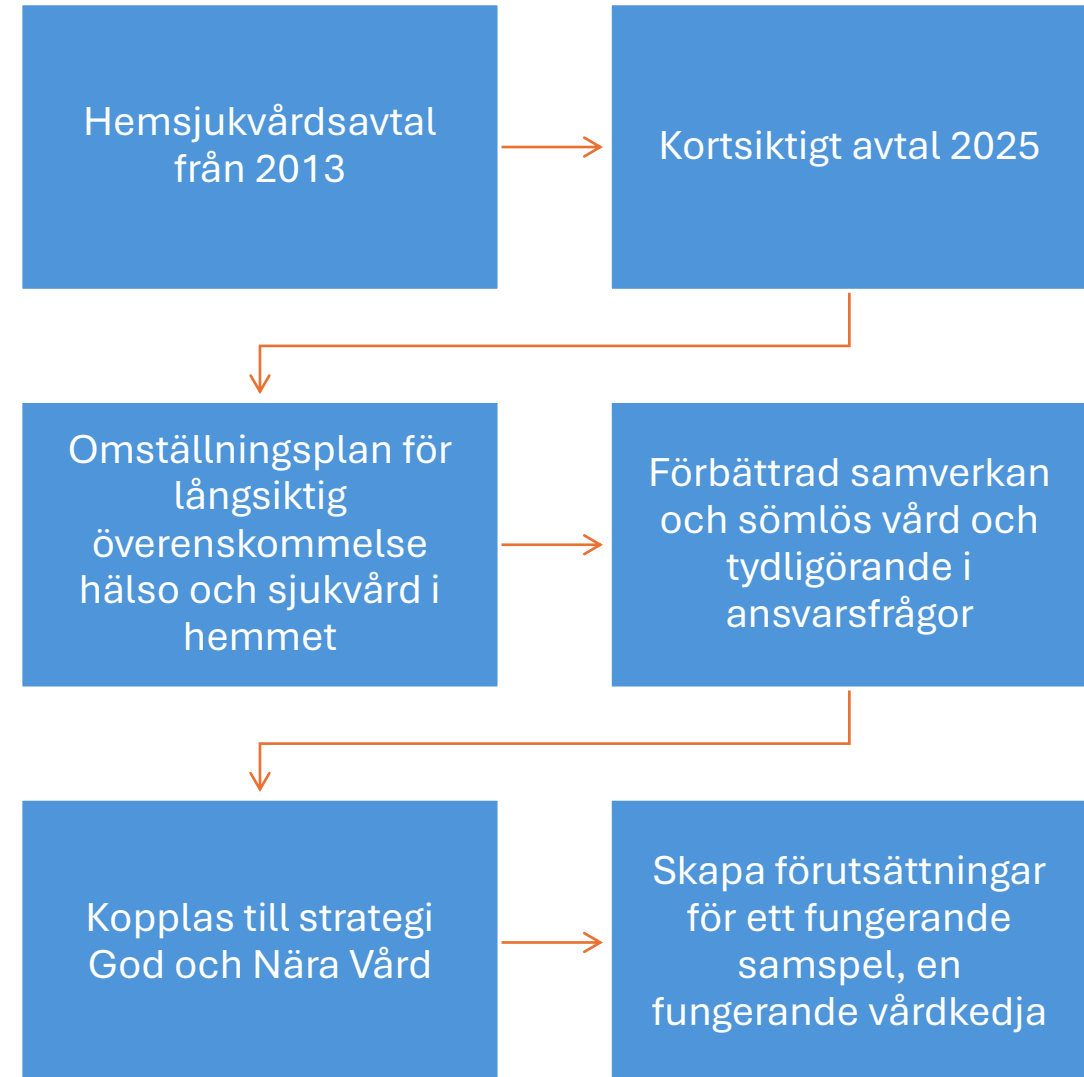 Hemsjukvårdsavtal
från 2013
Kortsiktigt avtal 2025
Omställningsplan för
långsiktig
överenskommelse
hälso och sjukvård i
hemmet
Förbättrad samverkan
och sömlös vård och
tydligörande i
ansvarsfrågor
Kopplas till strategi
God och Nära Vård
Skapa förutsättningar
för ett fungerande
samspel, en
fungerande vårdkedja